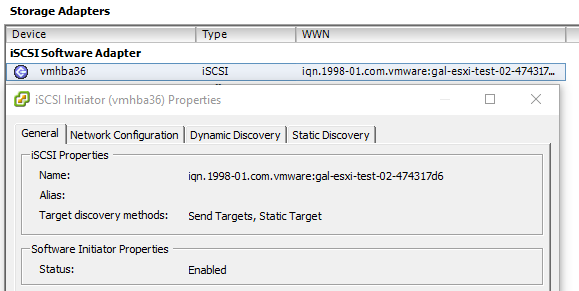 Storage Adapters
Device Type WWN
iSCSI Software Adapter
vmhba36 iSCSI iqn.1998-01.com.vmware:gal-esxi-test-02-474317...
iSCSI Initiator (vmhba36) Properties
General Network Configuration Dynamic Discovery Static Discovery
iSCSI Properties
Name: iqn.1998-01.com.vmware:gal-esxi-test-02-474317d6
Alias:
Target discovery methods: Send Targets, Static Target
Software Initiator Properties
Status: Enabled